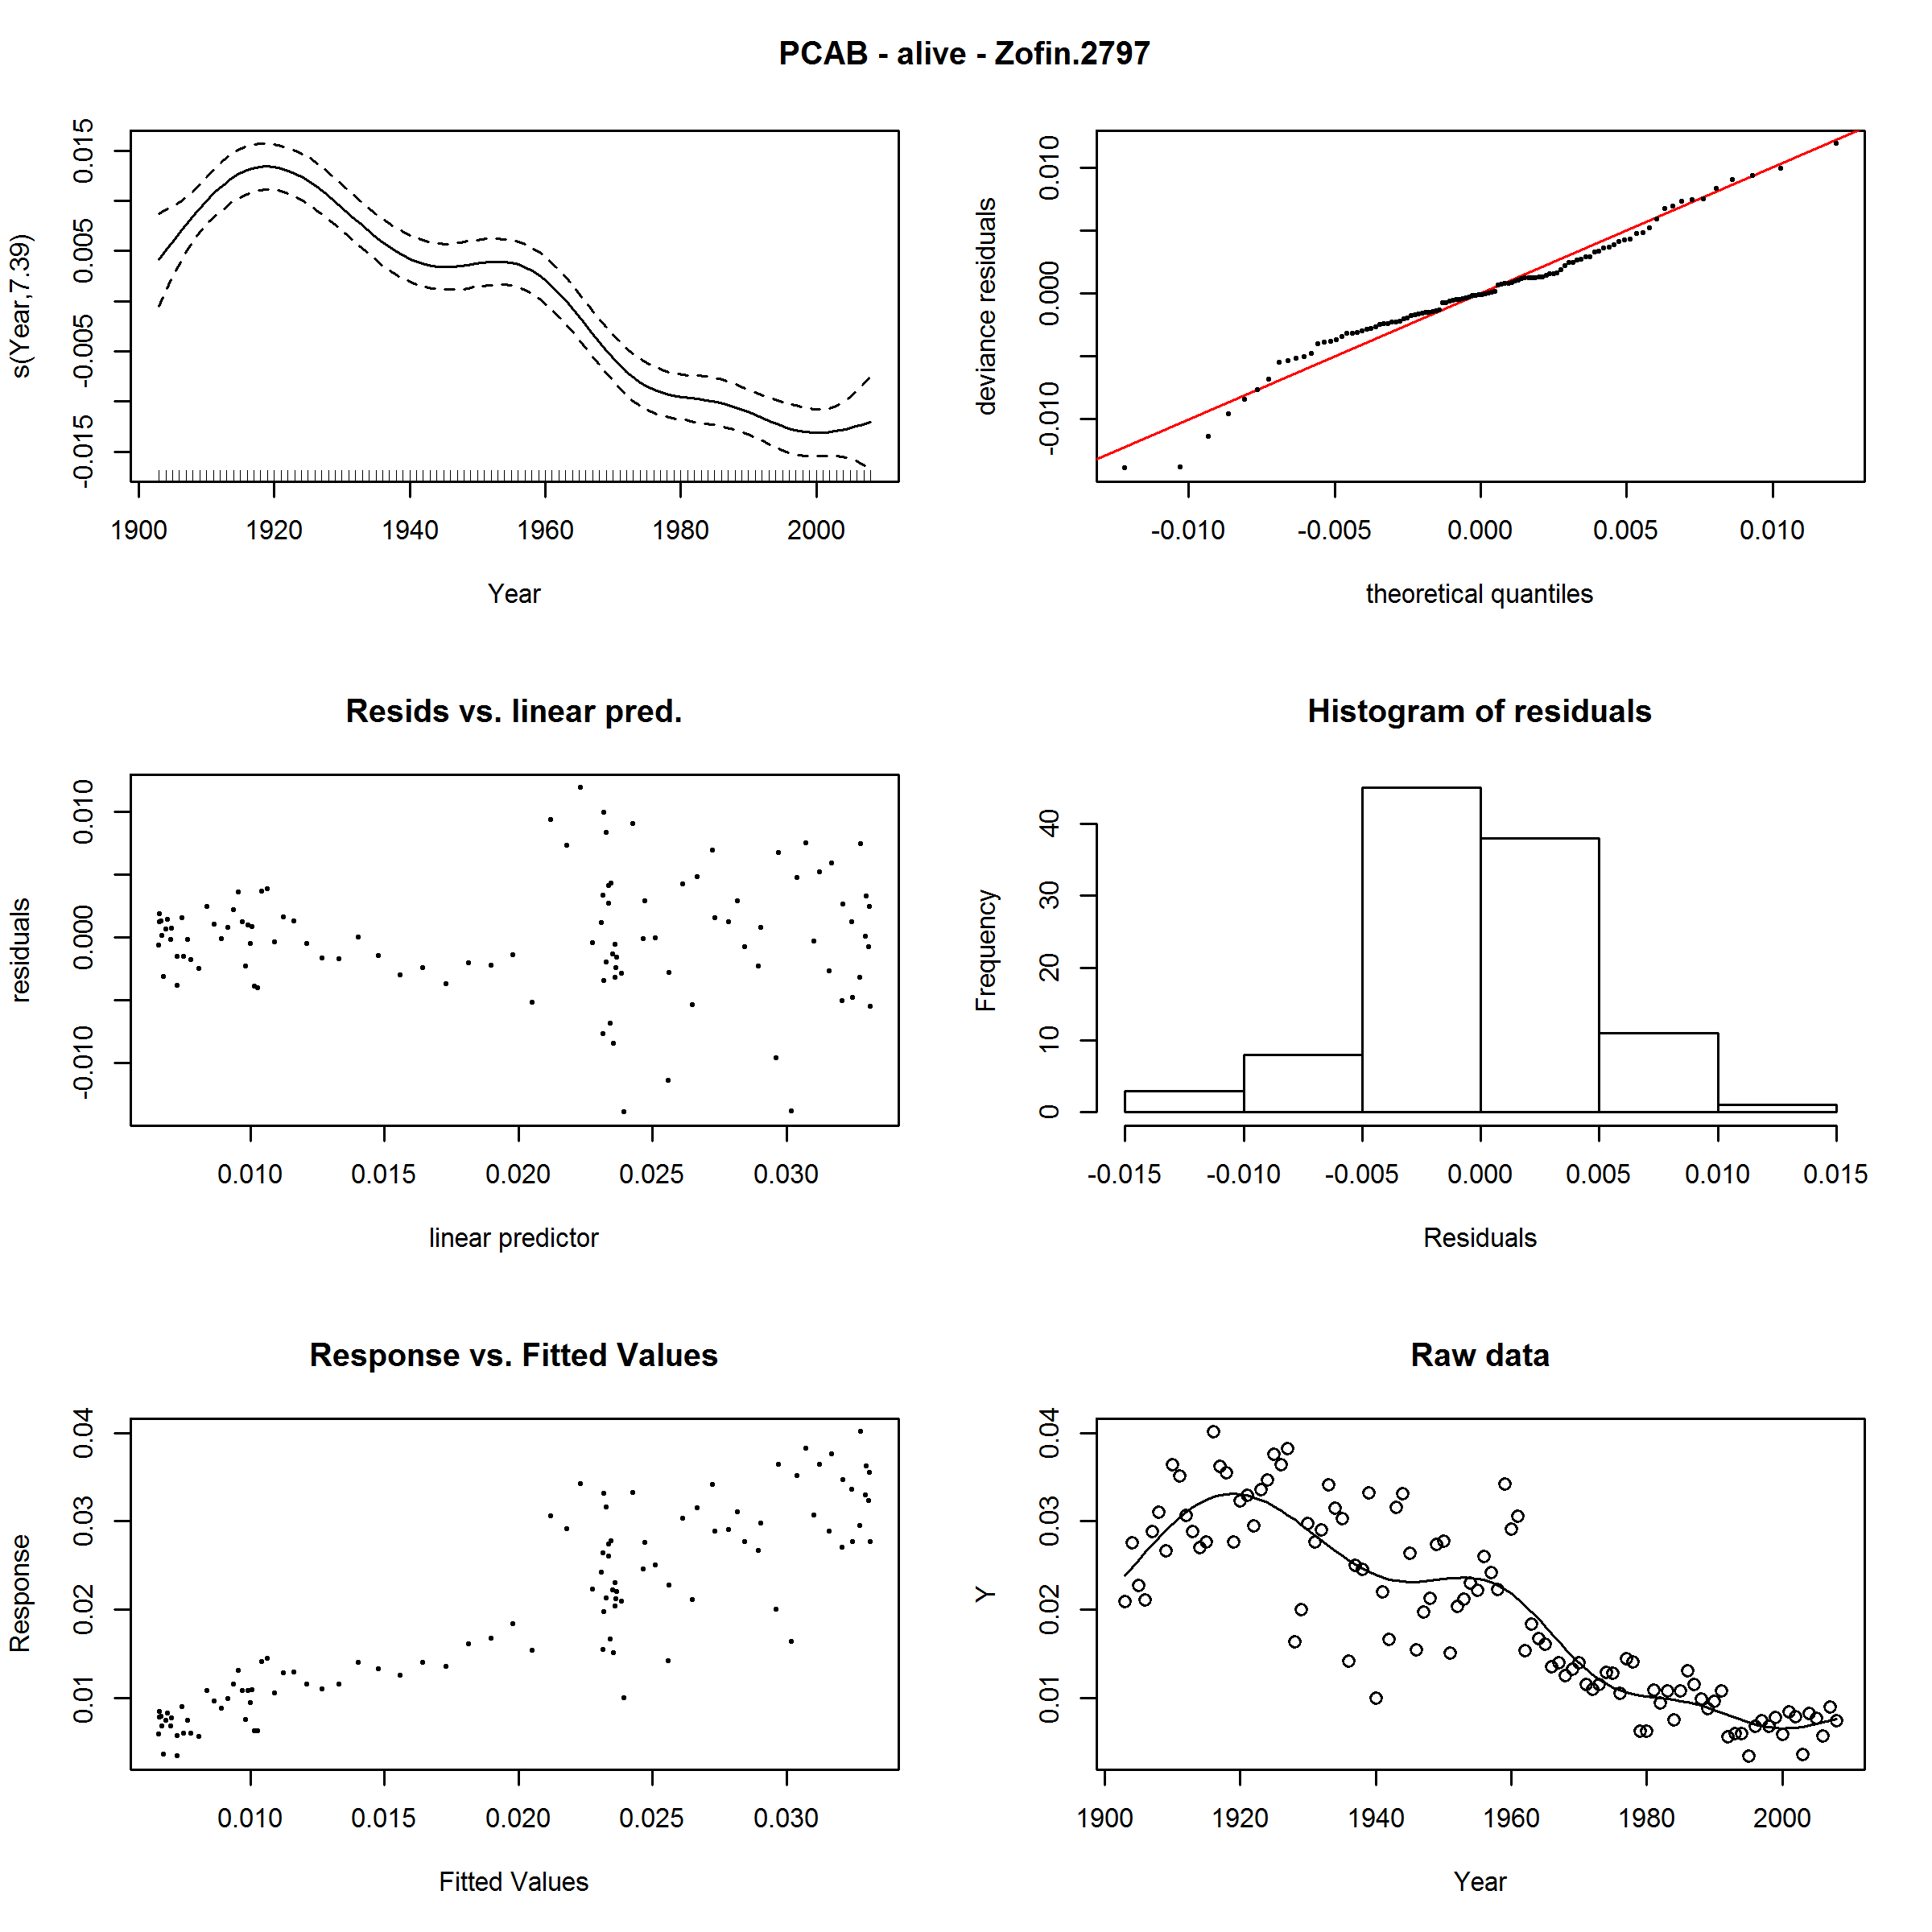 PCAB - alive - Zofin.2797
s(Year,7.39)
0.015
0.005
-0.005
-0.015
1900 1920 1940 1960 1980 2000
Year
deviance residuals
0.010
0.000
-0.010
-0.010 -0.005 0.000 0.005 0.010
theoretical quantiles
Resids vs. linear pred.
residuals
0.010
0.000
-0.010
0.010 0.015 0.020 0.025 0.030
linear predictor
Histogram of residuals
Frequency
40
30
20
10
0
-0.015 -0.010 -0.005 0.000 0.005 0.010 0.015
Residuals
Response vs. Fitted Values
Response
0.04
0.03
0.02
0.01
0.010 0.015 0.020 0.025 0.030
Fitted Values
Raw data
Y
0.04
0.03
0.02
0.01
1900 1920 1940 1960 1980 2000
Year